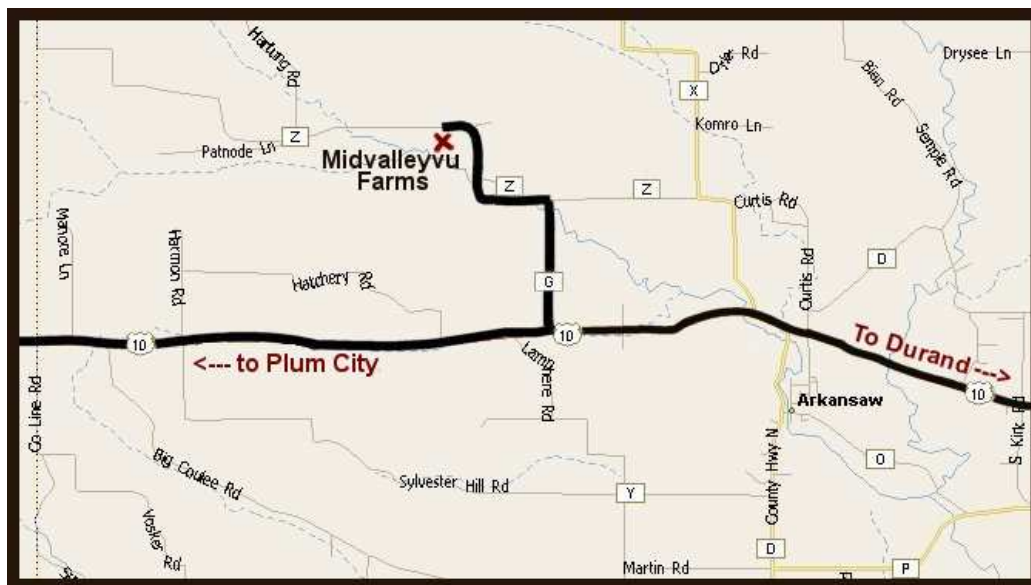 Hartung Rd
Drysee Ln
Bien Rd
X
Komro Ln
Semple Rd
Z
Patnode Ln
Midvalleyvu
Farms
Z
Z
Curtis Rd
Harmon Rd
Hatchery Rd
G
Curtis Rd
D
10
<--- to Plum City
10
Lamphere Rd
To Durand --->
10
Arkansaw
Co Line Rd
S Kirk Rd
Big Coulee Rd
Sylvester Hill Rd
Y
County Hwy N
O
Vosker Rd
D
Martin Rd
P